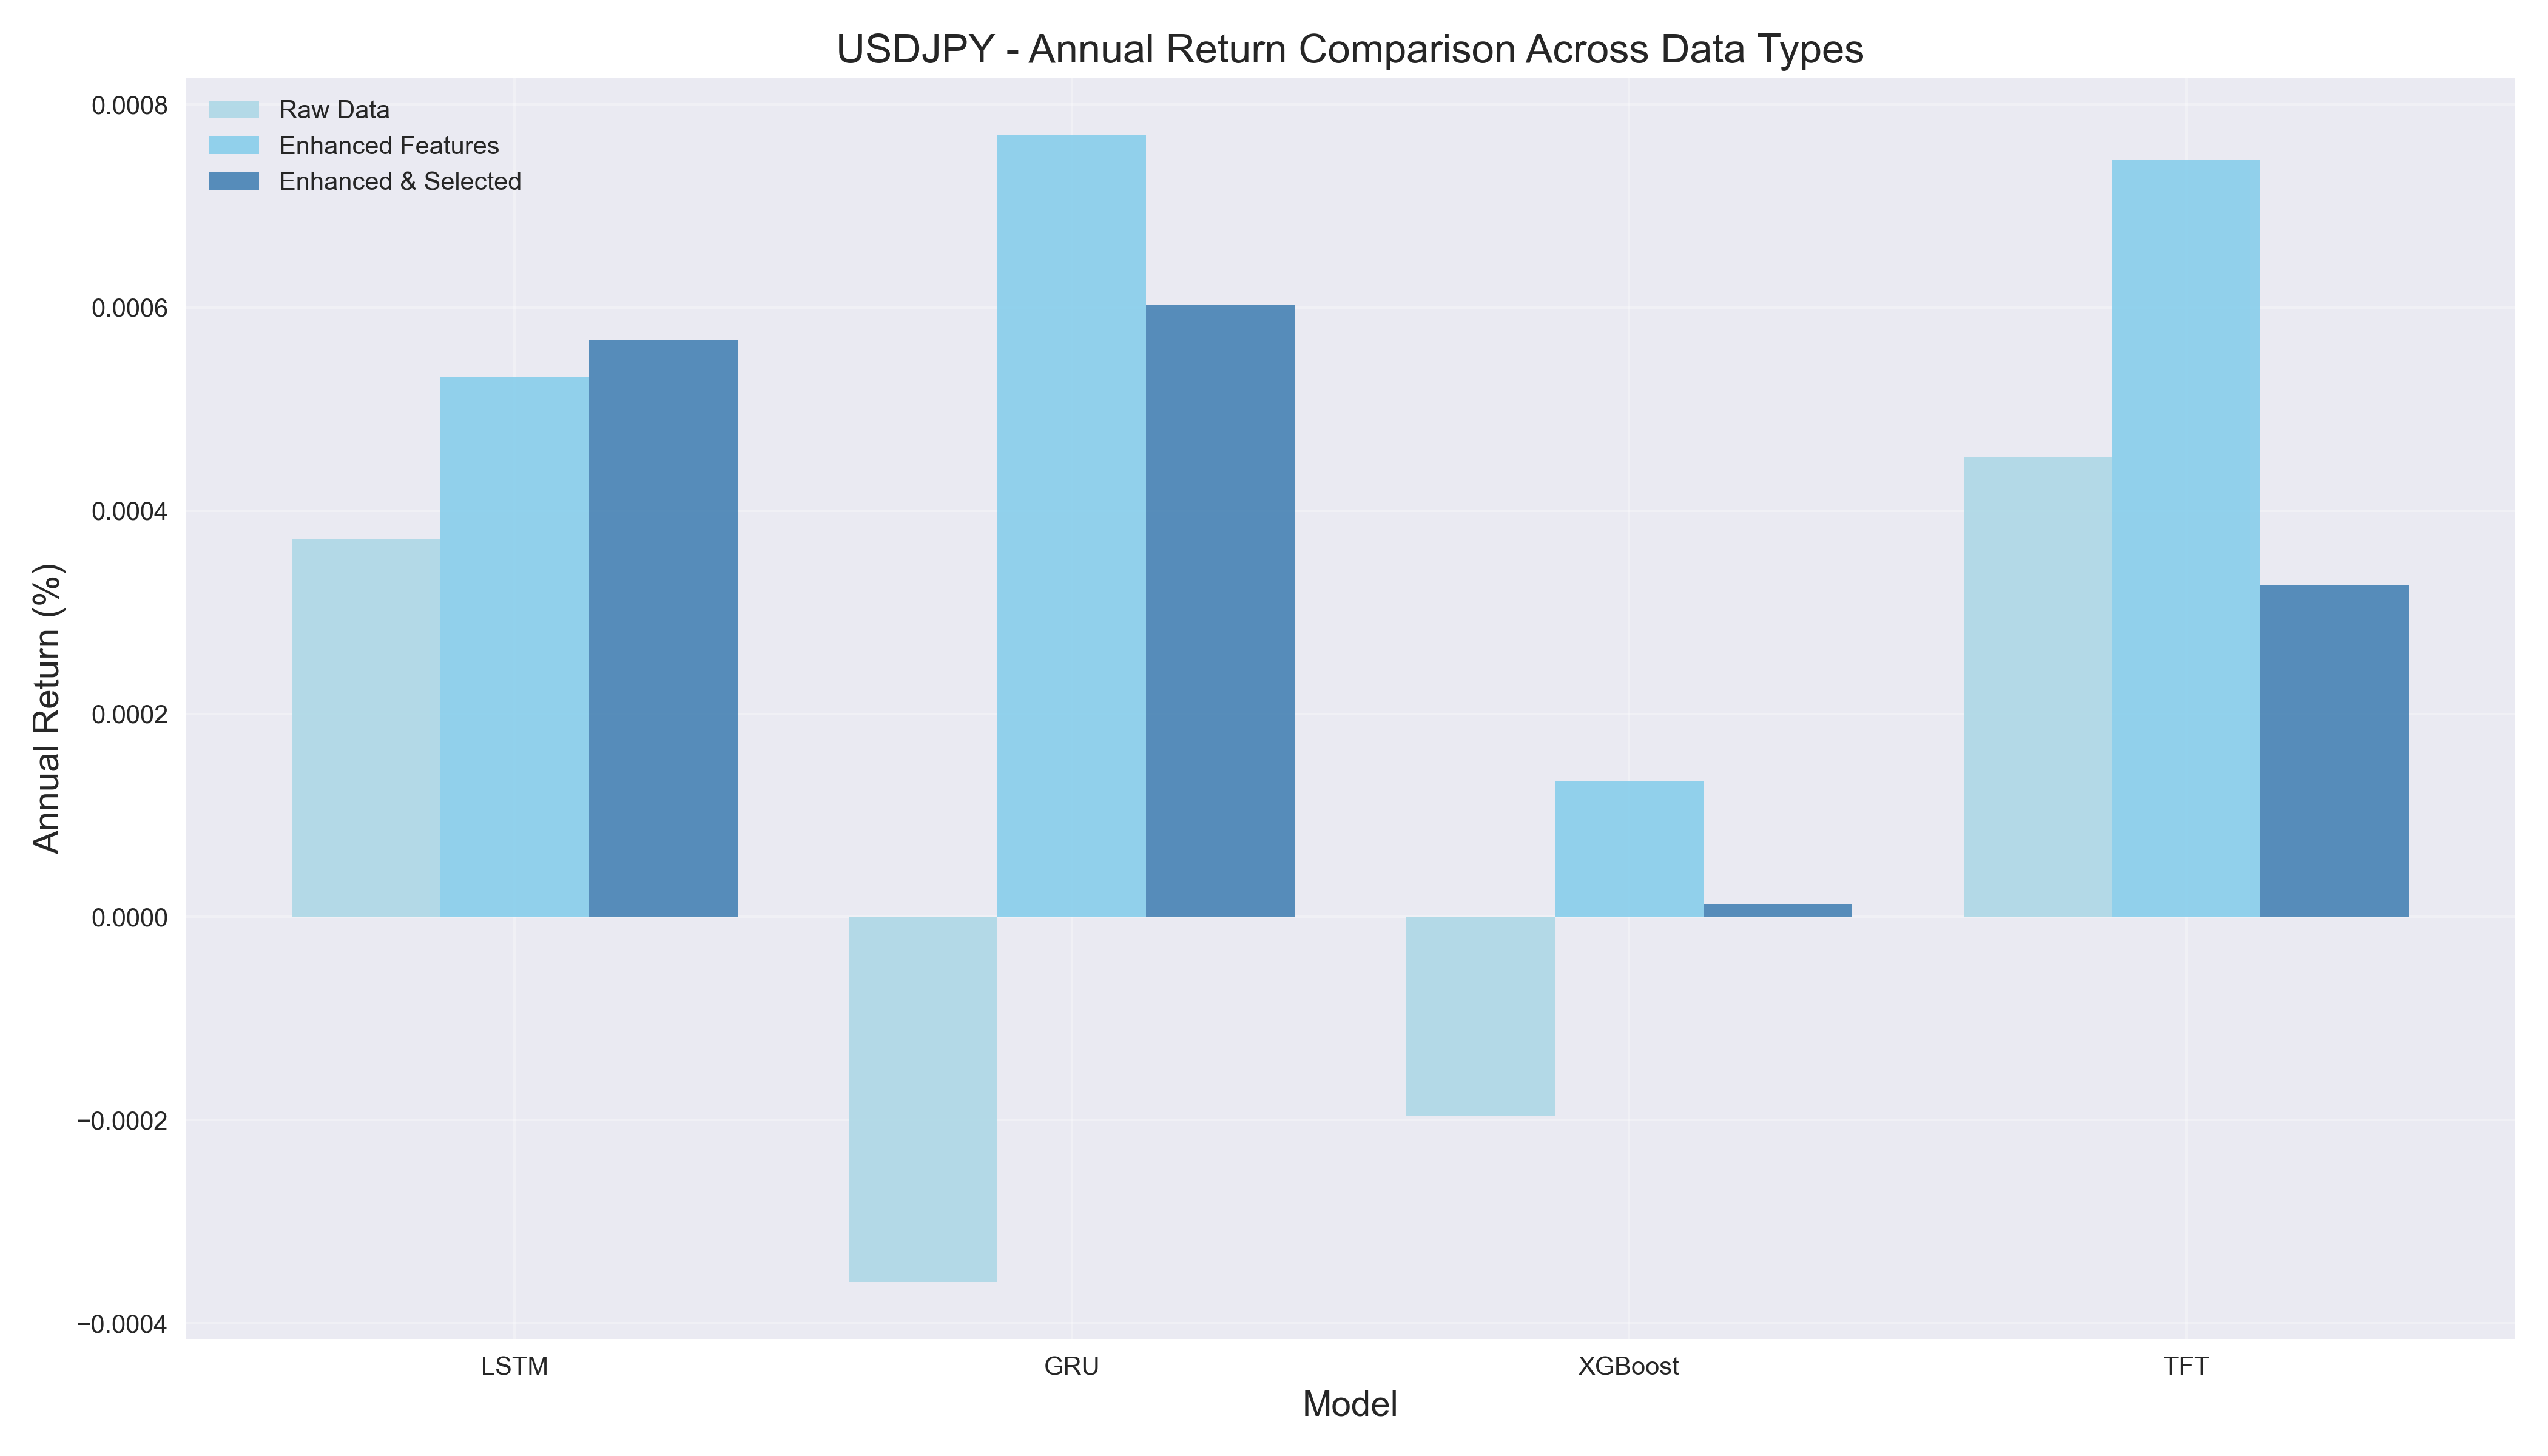 USDJPY - Annual Return Comparison Across Data Types
Raw Data
Enhanced Features
Enhanced & Selected
Annual Return (%)
0.0008
0.0006
0.0004
0.0002
0.0000
−0.0002
−0.0004
LSTM
GRU
XGBoost
TFT
Model